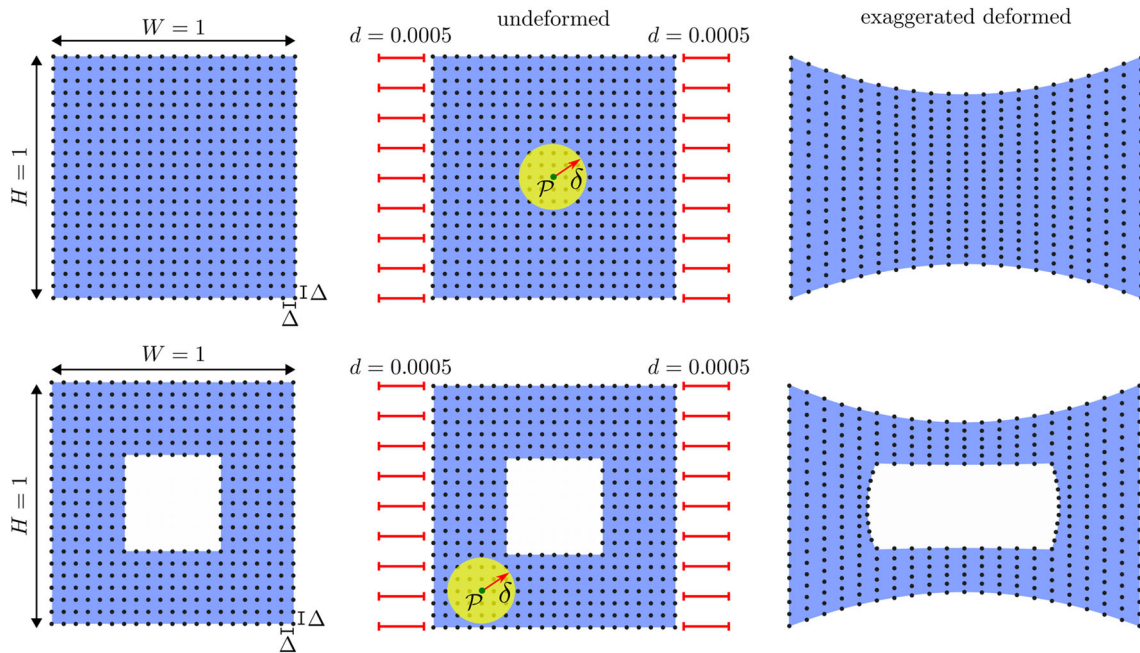 undeformed
exaggerated deformed
W = 1
d = 0.0005
d = 0.0005
H = 1
𝒫
δ
Δ
Δ
W = 1
d = 0.0005
d = 0.0005
H = 1
𝒫
δ
Δ
Δ